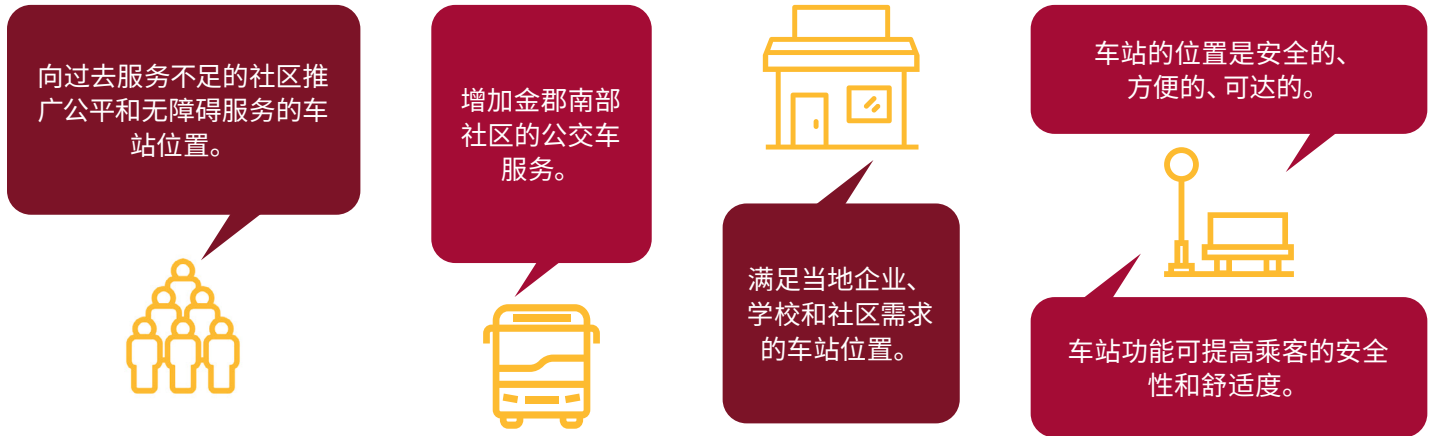 向过去服务不足的社区推
广公平和无障碍服务的车
站位置。
增加金郡南部
社区的公交车
服务。
满足当地企业、
学校和社区需求
的车站位置。
车站的位置是安全的、
方便的、可达的。
车站功能可提高乘客的安全
性和舒适度。